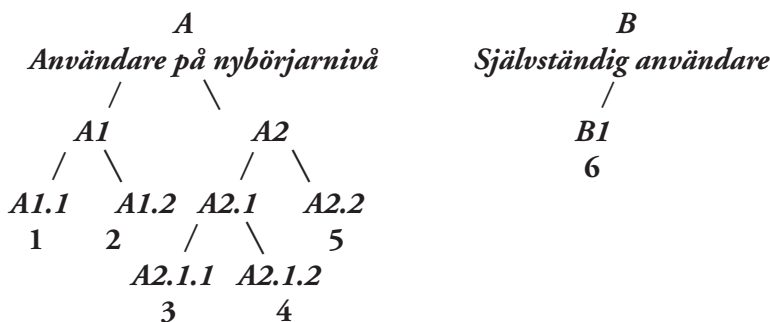 A B
Användare på nybörjarnivå Självständig användare
A1 A2 B1
6
A1.1 A1.2 A2.1 A2.2
1 2 5
A2.1.1 A2.1.2
3 4